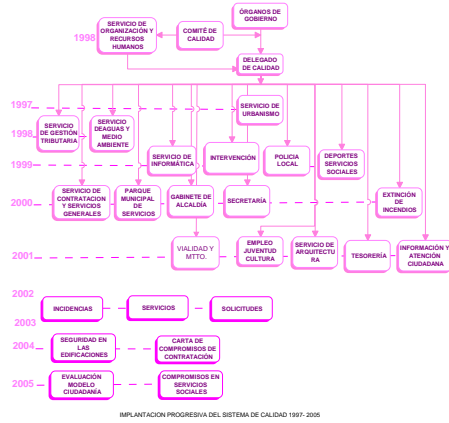 ÓRGANOS DE
GOBIERNO
SERVICIO DE
ORGANIZACIÓN Y
RECURSOS
HUMANOS
COMITÉ DE
CALIDAD
1998
DELEGADO
DE CALIDAD
1997
SERVICIO DE
URBANISMO
1998
SERVICIO
DE GESTIÓN
TRIBUTARIA
SERVICIO
DEAGUAS Y
MEDIO
AMBIENTE
1999
SERVICIO DE
INFORMÁTICA
INTERVENCIÓN
POLICIA
LOCAL
DEPORTES
SERVICIOS
SOCIALES
2000
SERVICIO DE
CONTRATACION
Y SERVICIOS
GENERALES
PARQUE
MUNICIPAL
DE
SERVICIOS
GABINETE DE
ALCALDÍA
SECRETARÍA
EXTINCIÓN
DE
INCENDIOS
2001
VIALIDAD Y
MTTO.
EMPLEO
JUVENTUD
CULTURA
SERVICIO DE
ARQUITECTU
RA
TESORERÍA
INFORMACIÓN Y
ATENCIÓN
CIUDADANA
2002
INCIDENCIAS
SERVICIOS
SOLICITUDES
2003
2004
SEGURIDAD EN
LAS
EDIFICACIONES
CARTA DE
COMPROMISOS DE
CONTRATACIÓN
2005
EVALUACIÓN
MODELO
CIUDADANÍA
COMPROMISOS EN
SERVICIOS
SOCIALES
IMPLANTACION PROGRESIVA DEL SISTEMA DE CALIDAD 1997- 2005